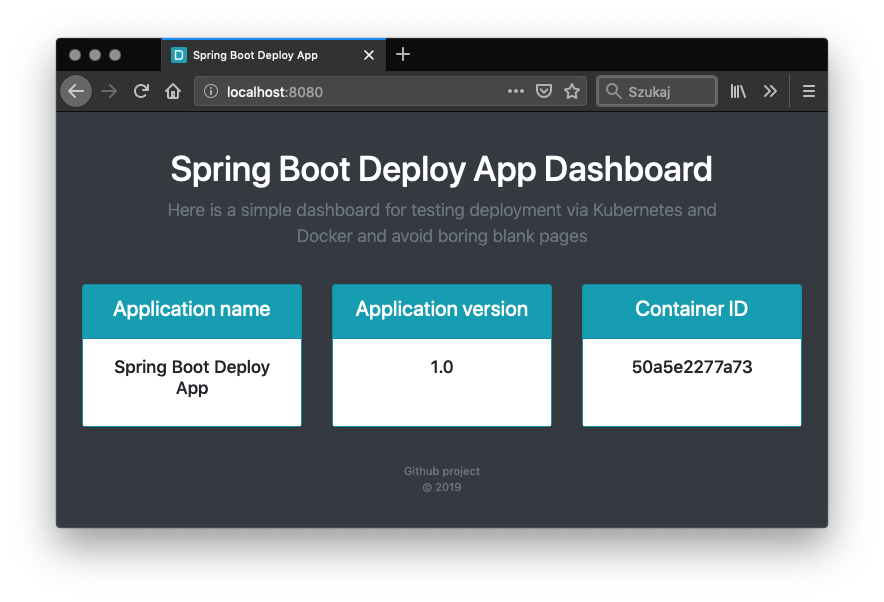 D Spring Boot Deploy App
localhost:8080
Szukaj
Spring Boot Deploy App Dashboard
Here is a simple dashboard for testing deployment via Kubernetes and
Docker and avoid boring blank pages
Application name
Spring Boot Deploy
App
Application version
1.0
Container ID
50a5e2277a73
Github project
© 2019